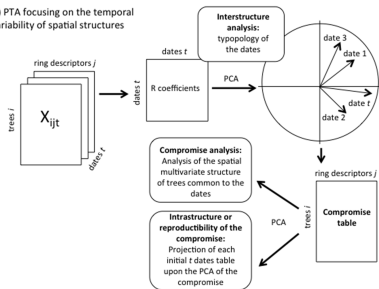 PTA focusing on the temporal
variability of spatial structures
ring descriptors j
trees i
Xijt
dates t
dates t
dates t
R coefficients
PCA
Interstructure
analysis:
typopology of
the dates
date 3
date 1
date t
date 2
Compromise analysis:
Analysis of the spatial
multivariate structure
of trees common to the
dates
Intrastructure or
reproductibility of the
compromise:
Projection of each
initial t dates table
upon the PCA of the
compromise
PCA
ring descriptors j
trees i
Compromise
table